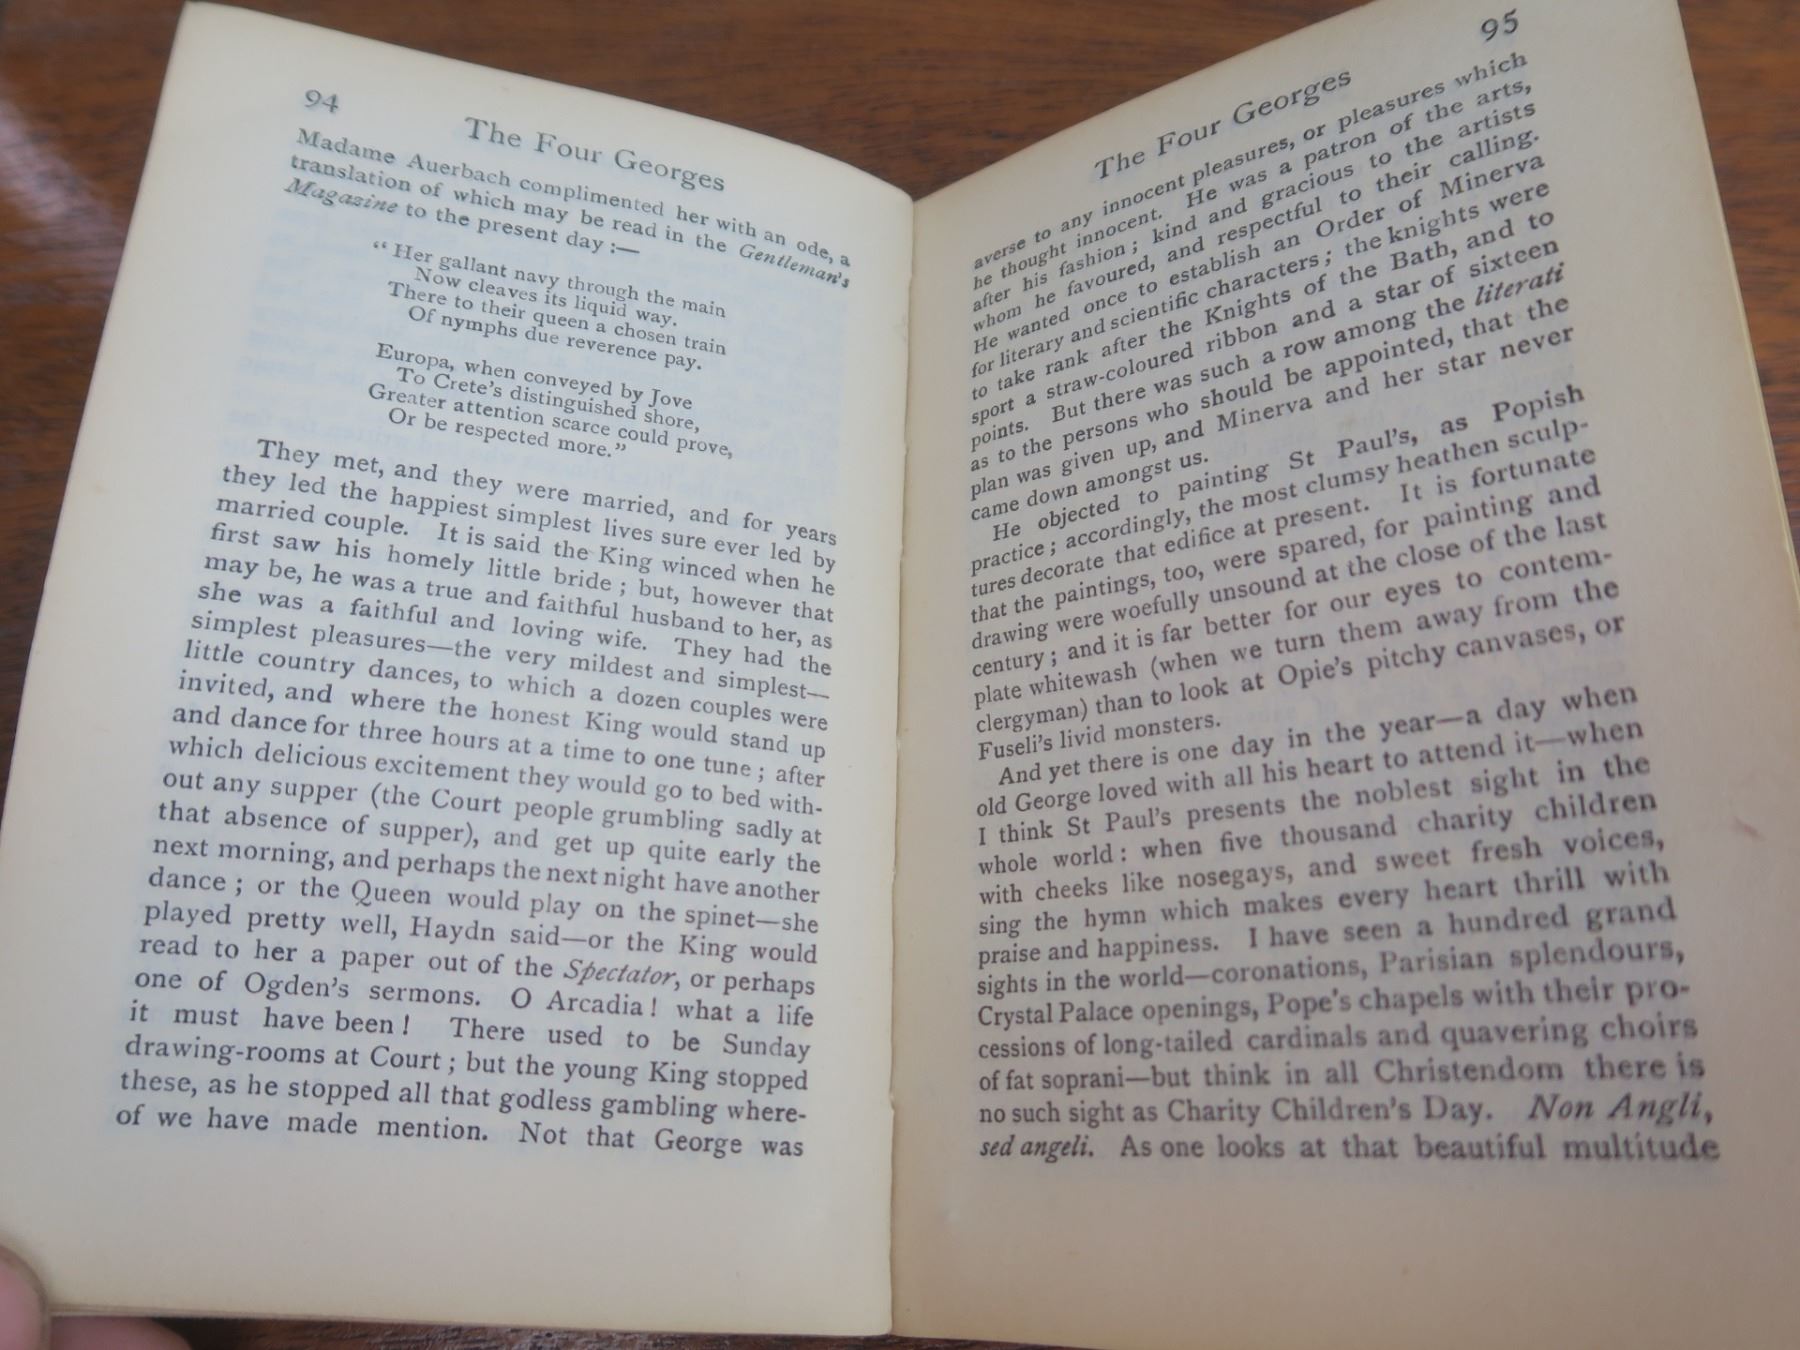 94
The Four Georges
Madame Auerbach complimented her with an ode, a
translation of which may be read in the Gentleman's
Magazine to the present day :—
“ Her gallant navy through the main
Now cleaves its liquid way.
There to their queen a chosen train
Of nymphs due reverence pay.
Europa, when conveyed by Jove
To Crete's distinguished shore,
Greater attention scarce could prove,
Or be respected more.”
They met, and they were married, and for years
they led the happiest simplest lives sure ever led by
married couple. It is said the King winced when he
first saw his homely little bride ; but, however that
may be, he was a true and faithful husband to her, as
she was a faithful and loving wife. They had the
simplest pleasures—the very mildest and simplest—
little country dances, to which a dozen couples were
invited, and where the honest King would stand up
and dance for three hours at a time to one tune ; after
which delicious excitement they would go to bed with-
out any supper (the Court people grumbling sadly at
that absence of supper), and get up quite early the
next morning, and perhaps the next night have another
dance ; or the Queen would play on the spinet—she
played pretty well, Haydn said—or the King would
read to her a paper out of the Spectator, or perhaps
one of Ogden's sermons. O Arcadia ! what a life
it must have been ! There used to be Sunday
drawing-rooms at Court ; but the young King stopped
these, as he stopped all that godless gambling where-
of we have made mention. Not that George was
95
The Four Georges
averse to any innocent pleasures, or pleasures which
he thought innocent. He was a patron of the arts,
after his fashion ; kind and gracious to the artists
whom he favoured, and respectful to their calling.
He wanted once to establish an Order of Minerva
for literary and scientific characters ; the knights were
to take rank after the Knights of the Bath, and to
sport a straw-coloured ribbon and a star of sixteen
points. But there was such a row among the literati
as to the persons who should be appointed, that the
plan was given up, and Minerva and her star never
came down amongst us.
He objected to painting St Paul's, as Popish
practice ; accordingly, the most clumsy heathen sculp-
tures decorate that edifice at present. It is fortunate
that the paintings, too, were spared, for painting and
drawing were woefully unsound at the close of the last
century ; and it is far better for our eyes to contem-
plate whitewash (when we turn them away from the
clergyman) than to look at Opie's pitchy canvases, or
Fuseli's livid monsters.
And yet there is one day in the year—a day when
old George loved with all his heart to attend it—when
I think St Paul's presents the noblest sight in the
whole world : when five thousand charity children
with cheeks like nosegays, and sweet fresh voices,
sing the hymn which makes every heart thrill with
praise and happiness. I have seen a hundred grand
sights in the world—coronations, Parisian splendours,
Crystal Palace openings, Pope's chapels with their pro-
cessions of long-tailed cardinals and quavering choirs
of fat soprani—but think in all Christendom there is
no such sight as Charity Children's Day. Non Angli,
sed angeli. As one looks at that beautiful multitude